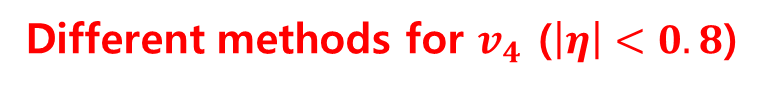 Different methods for v₄ (|η| < 0.8)